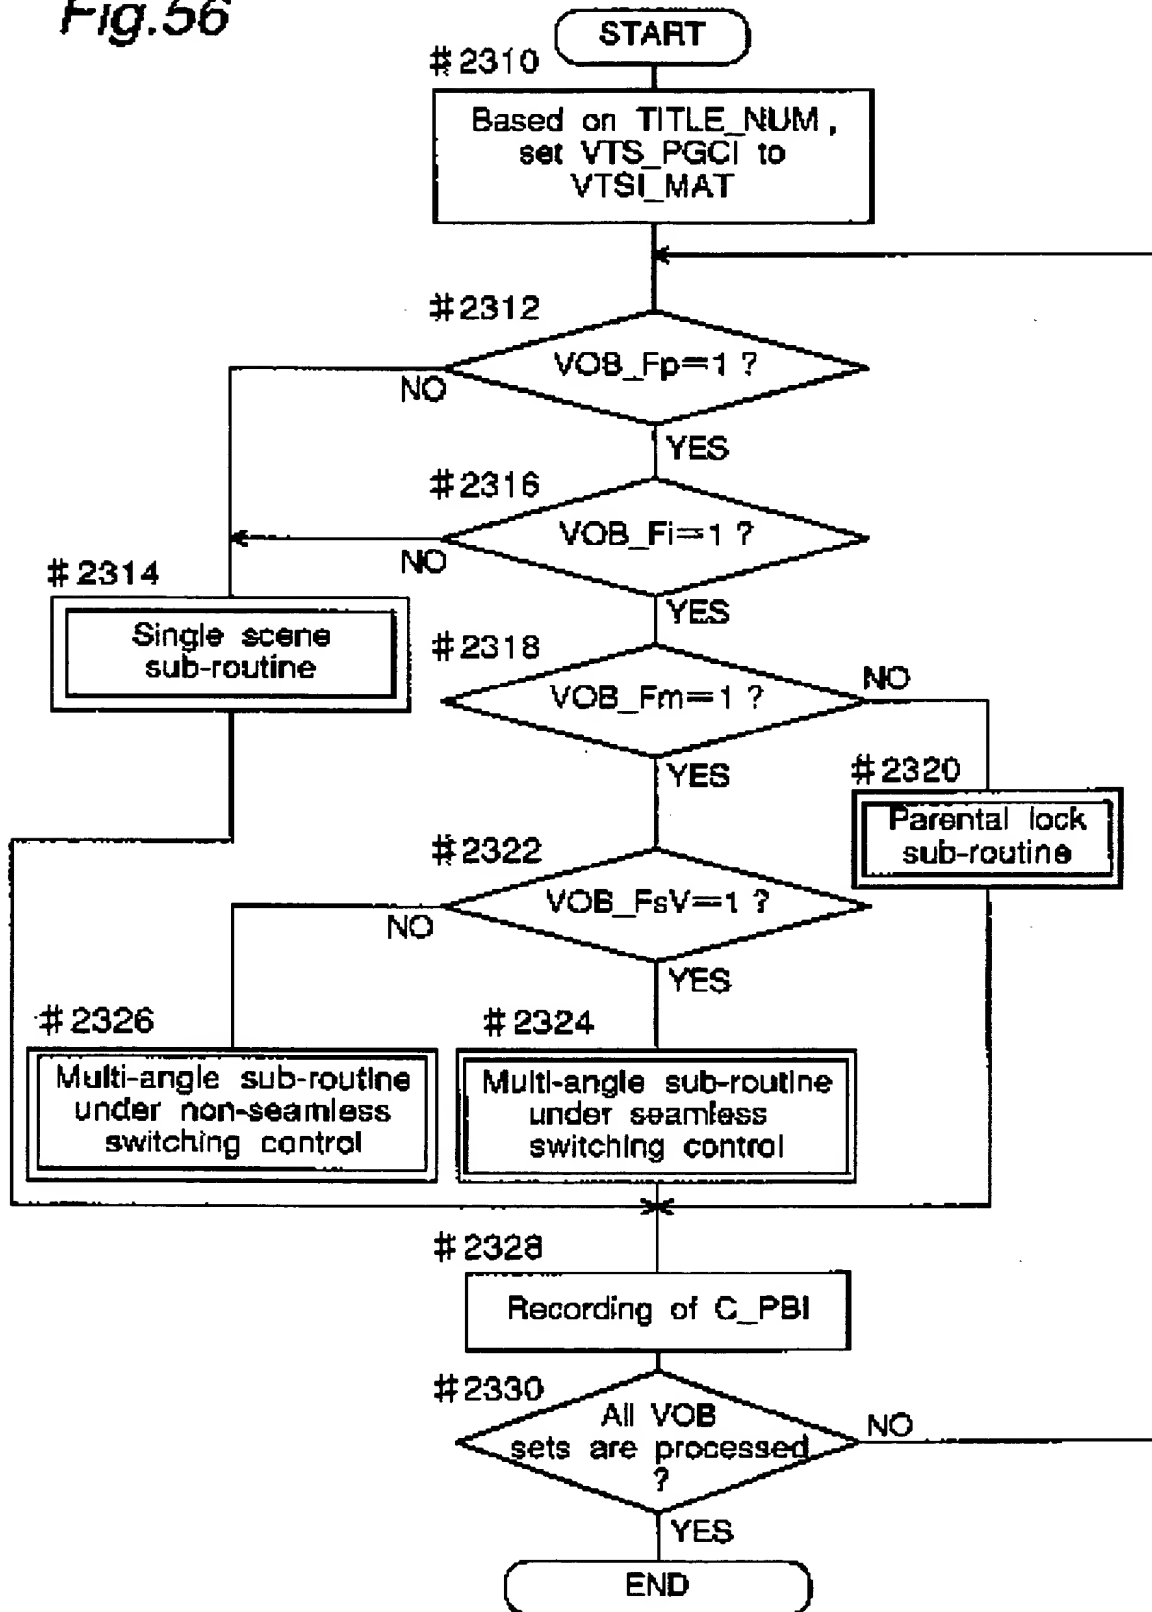 Fig.56
START
#2310
Based on TITLE_NUM,
set VTS_PGCI to
VTSI_MAT
#2312
VOB_Fp=1 ?
NO
YES
#2316
VOB_Fi=1 ?
NO
YES
#2314
Single scene
sub-routine
#2318
VOB_Fm=1 ?
NO
YES
#2320
Parental lock
sub-routine
#2322
VOB_FsV=1 ?
NO
YES
#2326
Multi-angle sub-routine
under non-seamless
switching control
#2324
Multi-angle sub-routine
under seamless
switching control
#2328
Recording of C_PBI
#2330
All VOB
sets are processed
?
NO
YES
END